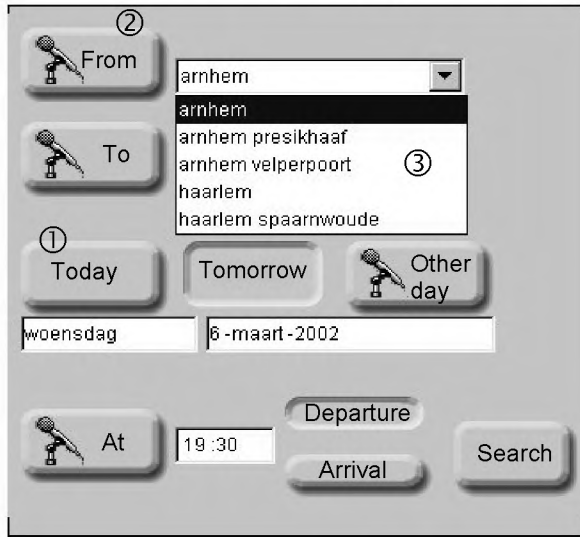 ②
From
arnhem
arnhem
arnhem presikhaaf
To
arnhem velperpoort
③
haarlem
haarlem spaarnwoude
①
Today
Tomorrow
Other
day
woensdag
6-maart-2002
At
19:30
Departure
Arrival
Search